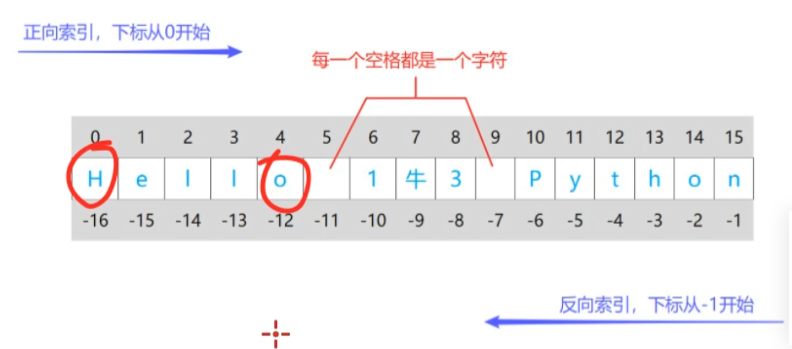 正向索引，下标从0开始
每一个空格都是一个字符
0 1 2 3 4 5 6 7 8 9 10 11 12 13 14 15
H e l l o 1 牛 3 P y t h o n
-16 -15 -14 -13 -12 -11 -10 -9 -8 -7 -6 -5 -4 -3 -2 -1
反向索引，下标从-1开始